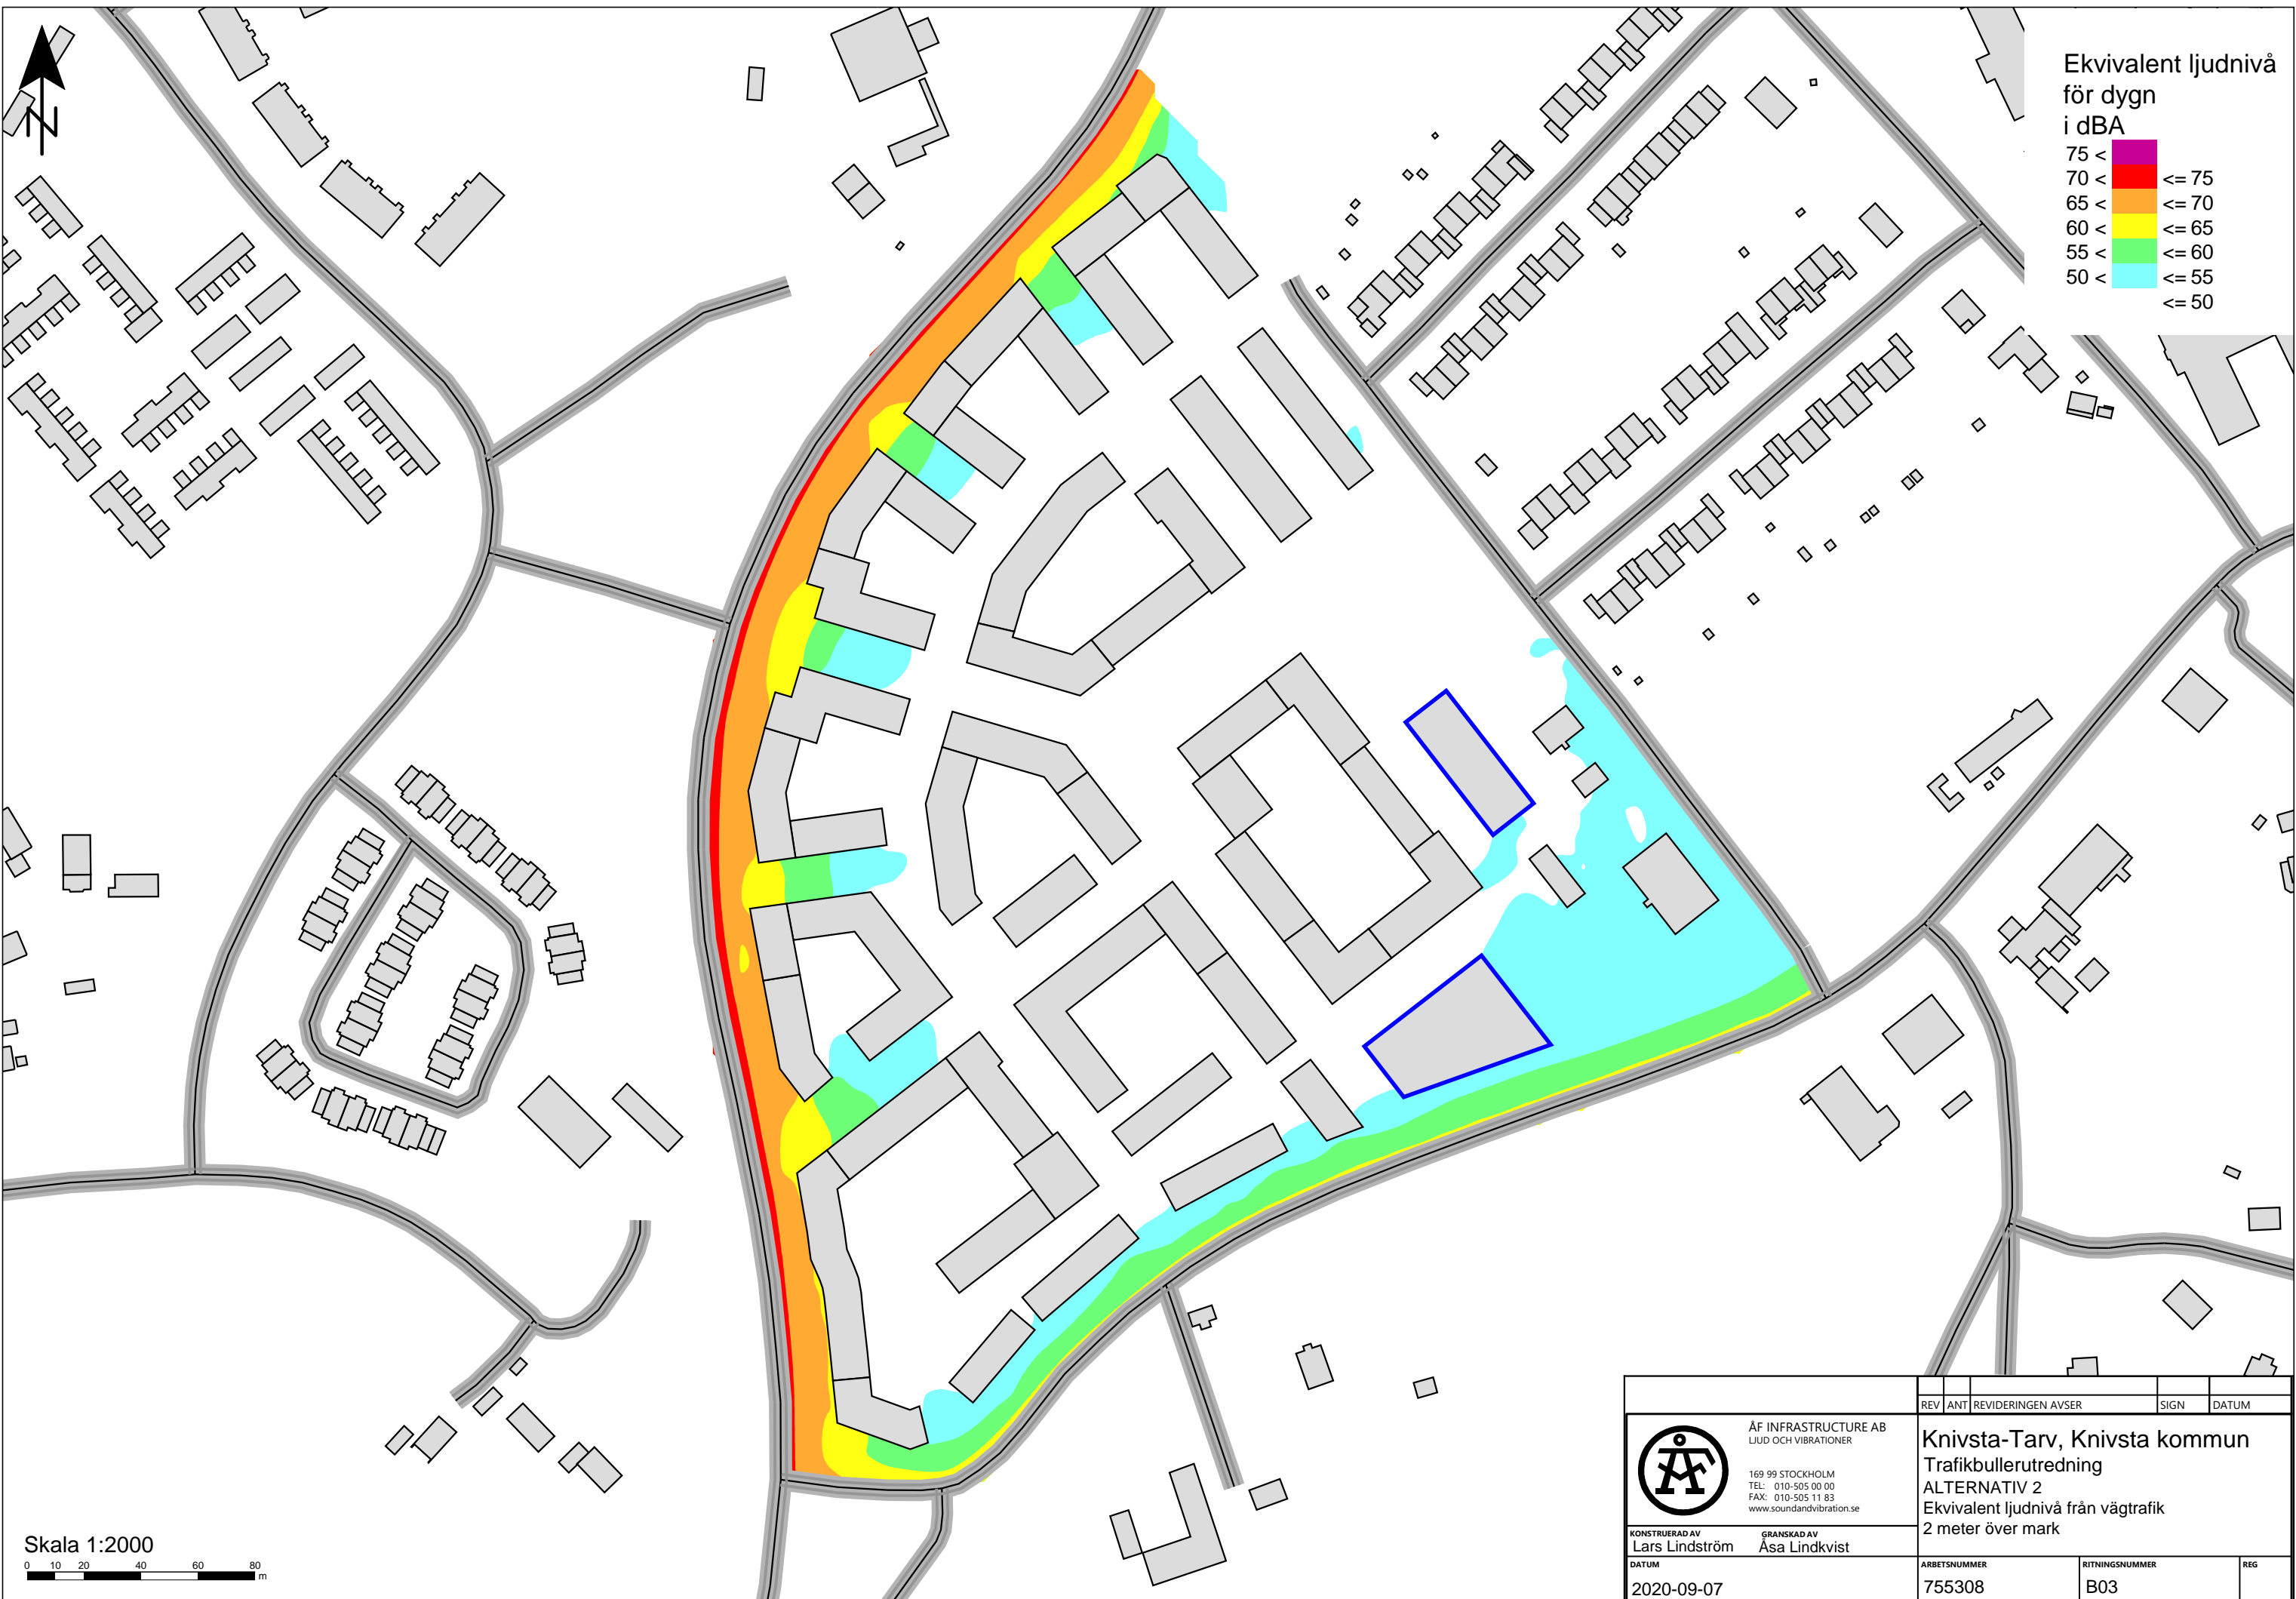 N
Ekvivalent ljudnivå
för dygn
i dBA
75 <
70 < <= 75
65 < <= 70
60 < <= 65
55 < <= 60
50 < <= 55
<= 50
Skala 1:2000
0 10 20 40 60 80
m
REV ANT REVIDERINGEN AVSER SIGN DATUM
ÅF INFRASTRUCTURE AB
LJUD OCH VIBRATIONER
169 99 STOCKHOLM
TEL: 010-505 00 00
FAX: 010-505 11 83
www.soundandvibration.se
Knivsta-Tarv, Knivsta kommun
Trafikbullerutredning
ALTERNATIV 2
Ekvivalent ljudnivå från vägtrafik
2 meter över mark
KONSTRUERAD AV GRANSKAD AV
Lars Lindström Åsa Lindkvist
DATUM ARBETSNUMMER RITNINGSNUMMER REG
2020-09-07 755308 B03